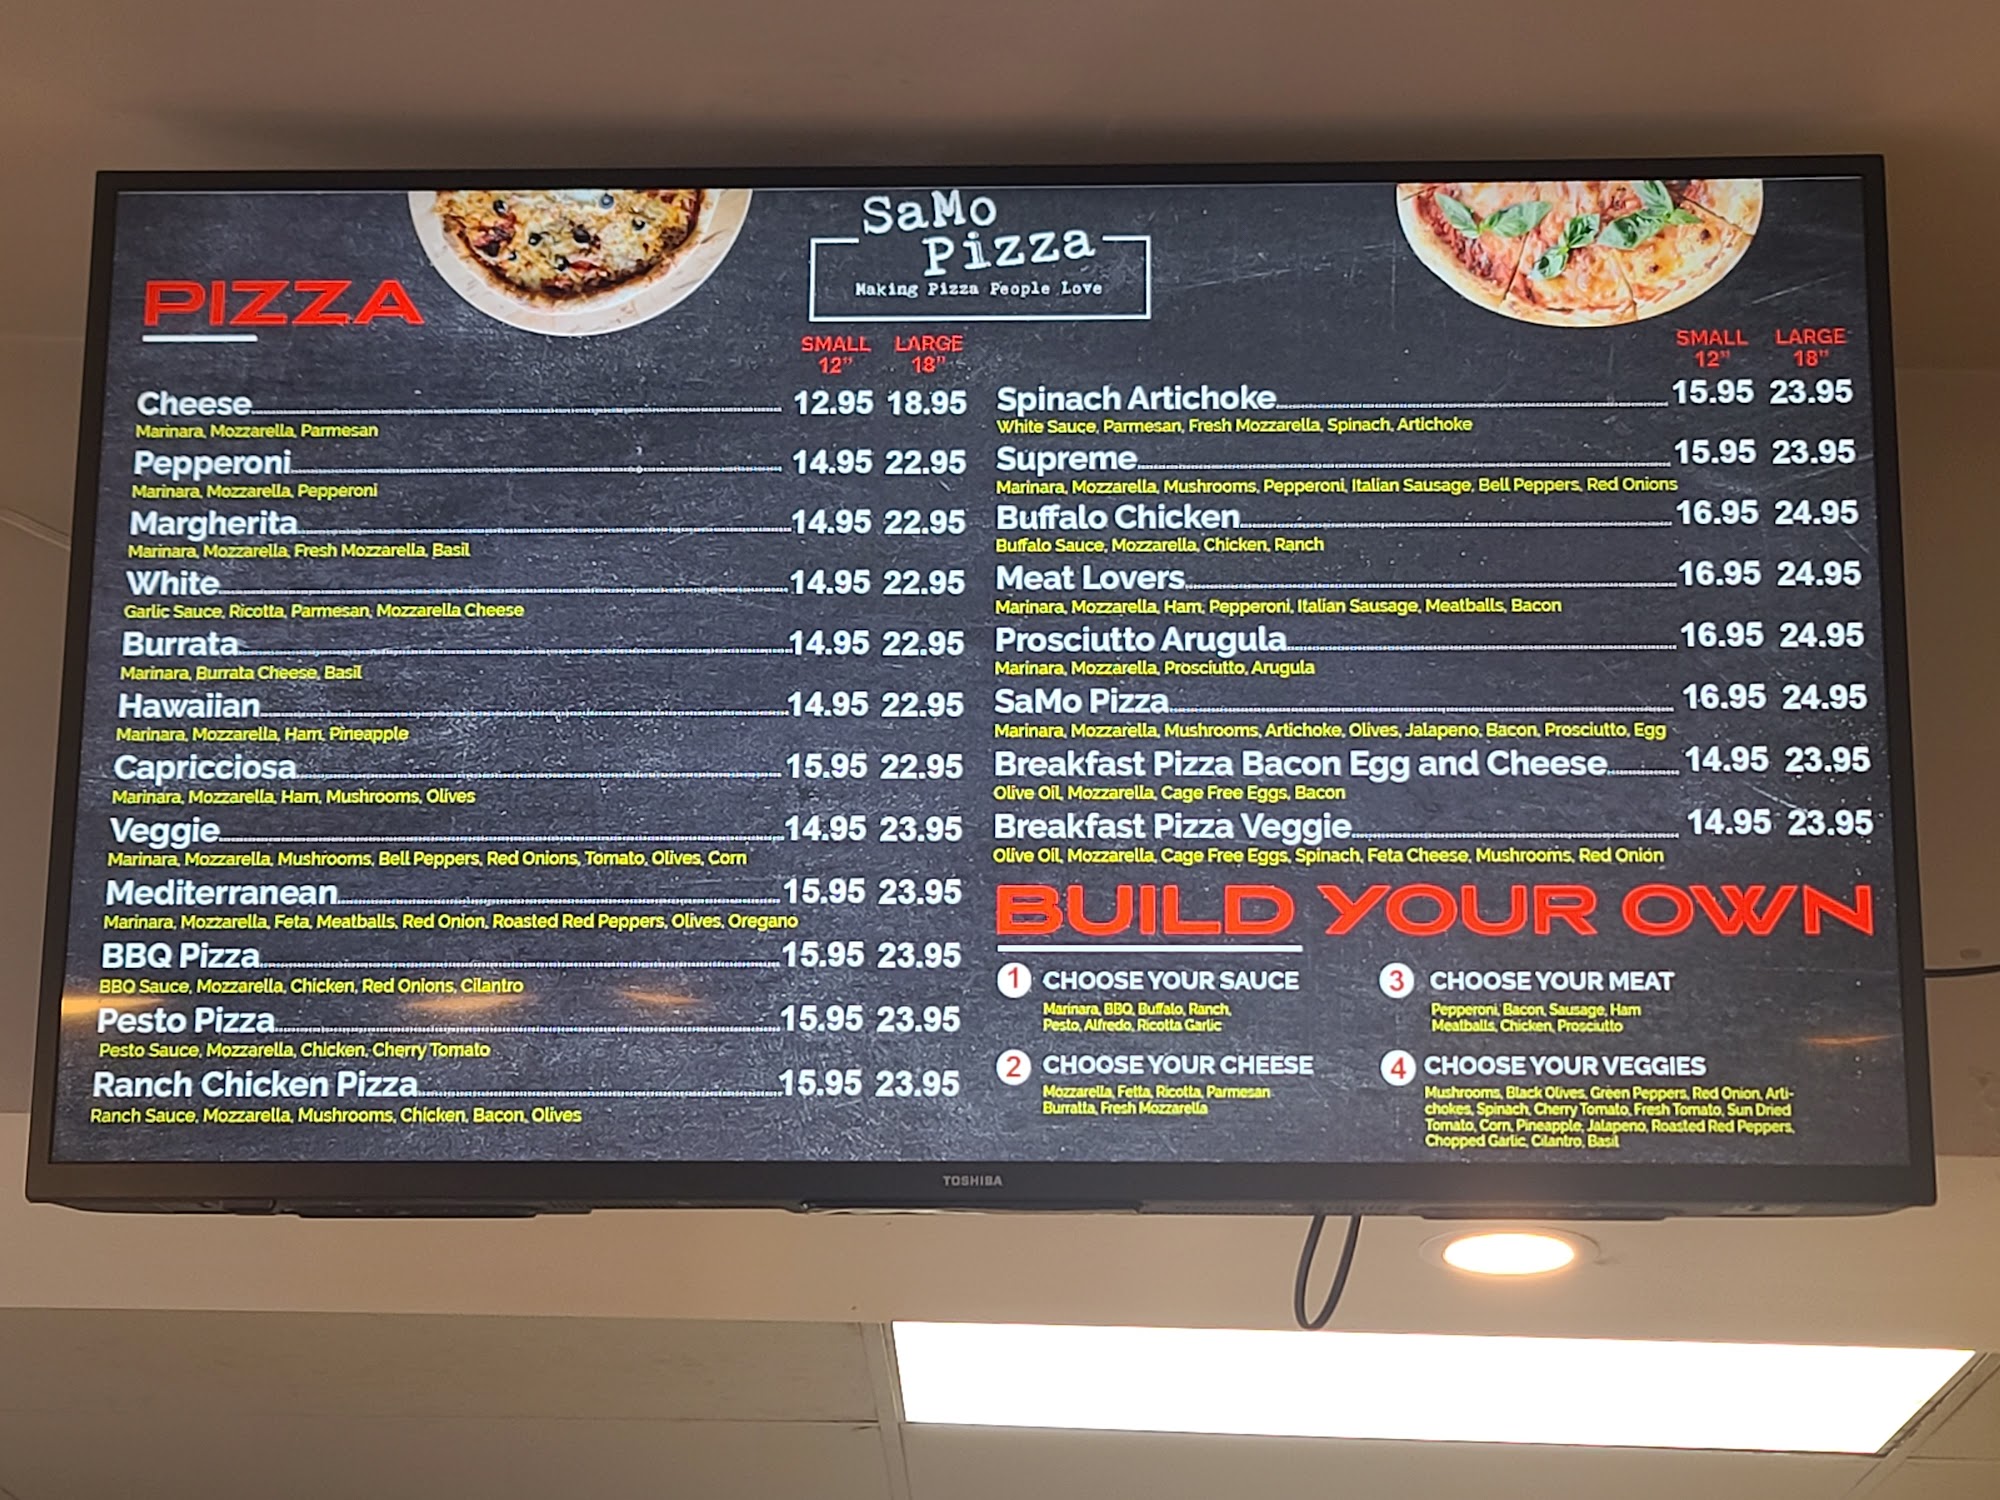 SaMo
Pizza
Making Pizza People Love
PIZZA
SMALL LARGE
12" 18"
Cheese 12.95 18.95
Marinara, Mozzarella, Parmesan
Pepperoni 14.95 22.95
Marinara, Mozzarella, Pepperoni
Margherita 14.95 22.95
Marinara, Mozzarella, Fresh Mozzarella, Basil
White 14.95 22.95
Garlic Sauce, Ricotta, Parmesan, Mozzarella Cheese
Burrata 14.95 22.95
Marinara, Burrata Cheese, Basil
Hawaiian 14.95 22.95
Marinara, Mozzarella, Ham, Pineapple
Capricciosa 15.95 22.95
Marinara, Mozzarella, Ham, Mushrooms, Olives
Veggie 14.95 23.95
Marinara, Mozzarella, Mushrooms, Bell Peppers, Red Onions, Tomato, Olives, Corn
Mediterranean 15.95 23.95
Marinara, Mozzarella, Feta, Meatballs, Red Onion, Roasted Red Peppers, Olives, Oregano
BBQ Pizza 15.95 23.95
BBQ Sauce, Mozzarella, Chicken, Red Onions, Cilantro
Pesto Pizza 15.95 23.95
Pesto Sauce, Mozzarella, Chicken, Cherry Tomato
Ranch Chicken Pizza 15.95 23.95
Ranch Sauce, Mozzarella, Mushrooms, Chicken, Bacon, Olives
SMALL LARGE
12" 18"
Spinach Artichoke 15.95 23.95
White Sauce, Parmesan, Fresh Mozzarella, Spinach, Artichoke
Supreme 15.95 23.95
Marinara, Mozzarella, Mushrooms, Pepperoni, Italian Sausage, Bell Peppers, Red Onions
Buffalo Chicken 16.95 24.95
Buffalo Sauce, Mozzarella, Chicken, Ranch
Meat Lovers 16.95 24.95
Marinara, Mozzarella, Ham, Pepperoni, Italian Sausage, Meatballs, Bacon
Prosciutto Arugula 16.95 24.95
Marinara, Mozzarella, Prosciutto, Arugula
SaMo Pizza 16.95 24.95
Marinara, Mozzarella, Mushrooms, Artichoke, Olives, Jalapeno, Bacon, Prosciutto, Egg
Breakfast Pizza Bacon Egg and Cheese 14.95 23.95
Olive Oil, Mozzarella, Cage Free Eggs, Bacon
Breakfast Pizza Veggie 14.95 23.95
Olive Oil, Mozzarella, Cage Free Eggs, Spinach, Feta Cheese, Mushrooms, Red Onion
BUILD YOUR OWN
1 CHOOSE YOUR SAUCE
Marinara, BBQ, Buffalo, Ranch,
Pesto, Alfredo, Ricotta Garlic
2 CHOOSE YOUR CHEESE
Mozzarella, Fetta, Ricotta, Parmesan
Burratta, Fresh Mozzarella
3 CHOOSE YOUR MEAT
Pepperoni, Bacon, Sausage, Ham
Meatballs, Chicken, Prosciutto
4 CHOOSE YOUR VEGGIES
Mushrooms, Black Olives, Green Peppers, Red Onion, Arti-
chokes, Spinach, Cherry Tomato, Fresh Tomato, Sun Dried
Tomato, Corn, Pineapple, Jalapeno, Roasted Red Peppers,
Chopped Garlic, Cilantro, Basil
TOSHIBA